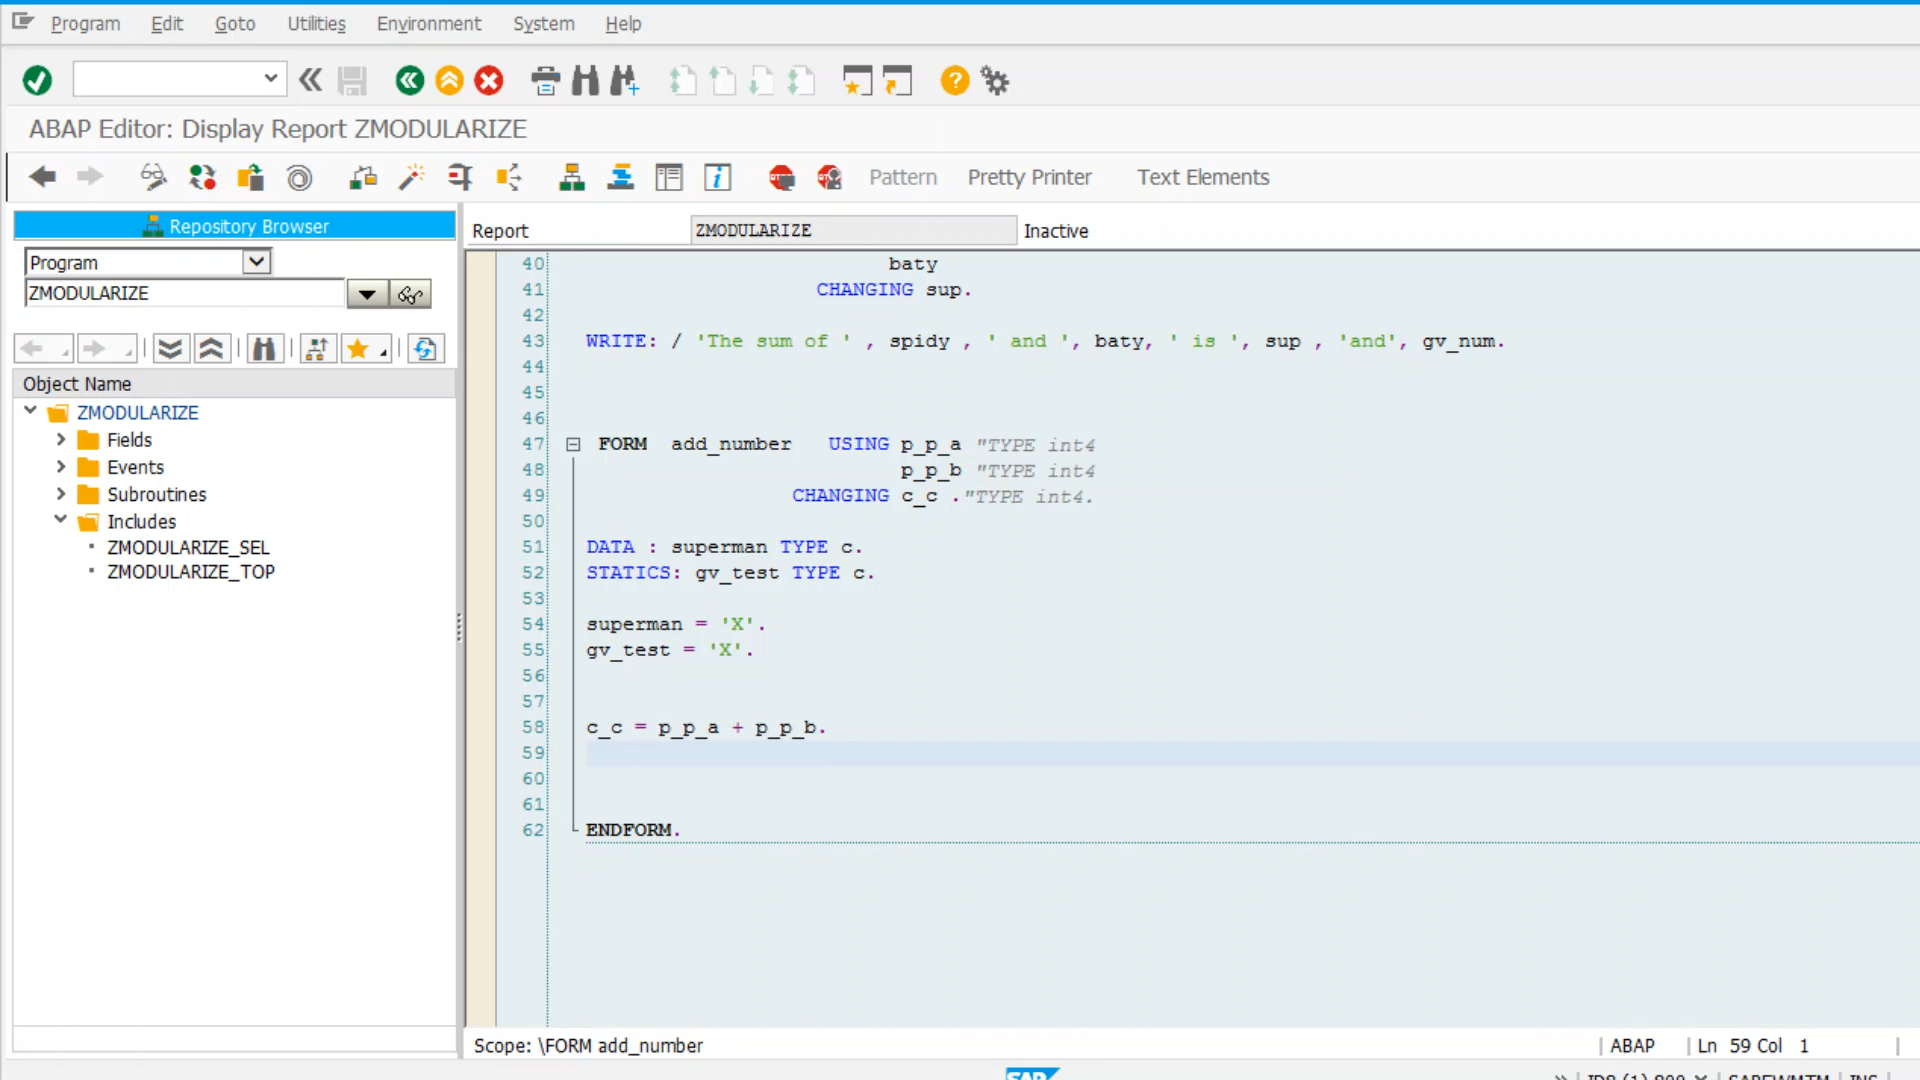 Program Edit Goto Utilities Environment System Help
ABAP Editor: Display Report ZMODULARIZE
Pattern Pretty Printer Text Elements
Repository Browser
Program
ZMODULARIZE
Object Name
ZMODULARIZE
Fields
Events
Subroutines
Includes
ZMODULARIZE_SEL
ZMODULARIZE_TOP
Report ZMODULARIZE Inactive
40 baty
41 CHANGING sup.
42
43 WRITE: / 'The sum of ' , spidy , ' and ', baty, ' is ', sup , 'and', gv_num.
44
45
46
47 FORM add_number USING p_p_a "TYPE int4
48 p_p_b "TYPE int4
49 CHANGING c_c ."TYPE int4.
50
51 DATA : superman TYPE c.
52 STATICS: gv_test TYPE c.
53
54 superman = 'X'.
55 gv_test = 'X'.
56
57
58 c_c = p_p_a + p_p_b.
59
60
61
62 ENDFORM.
Scope: \FORM add_number ABAP Ln 59 Col 1
SAP